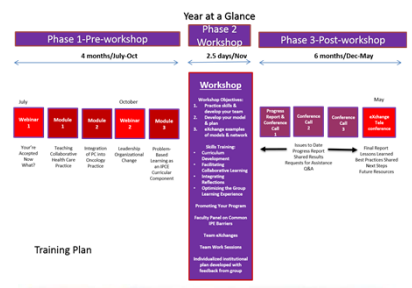 Year at a Glance
Phase 1-Pre-workshop
Phase 2
Workshop
Phase 3-Post-workshop
4 months/July-Oct
2.5 days/Nov
6 months/Dec-May
July
October
Webinar
1
Module
1
Module
2
Webinar
2
Module
3
You're
Accepted
Now
What?
Teaching
Collaborative
Health Care
Practice
Integration
of PC into
Oncology
Practice
Leadership
Organizational
Change
Problem-
Based
Learning as
an IPCE
Curricular
Component
Workshop
Workshop Objectives:
1. Practice skills &
develop your team
2. Develop your model
& plan
3. eXchange examples
of models & network
Skills Training:
- Curriculum
Development
- Facilitating
Collaborative Learning
- Integrating
Reflections
- Optimizing the Group
Learning Experience
Promoting Your Program
Faculty Panel on Common
IPE Barriers
Team eXchanges
Team Work Sessions
Individualized institutional
plan developed with
feedback from group
May
Progress
Report &
Conference
Call
1
Conference
Call
2
Conference
Call
3
eXchange
Tele
conference
Issues to Date
Progress Report
Shared Results
Requests for Assistance
Q&A
Final Report
Lessons Learned
Best Practices Shared
Next Steps
Future Resources
Training Plan